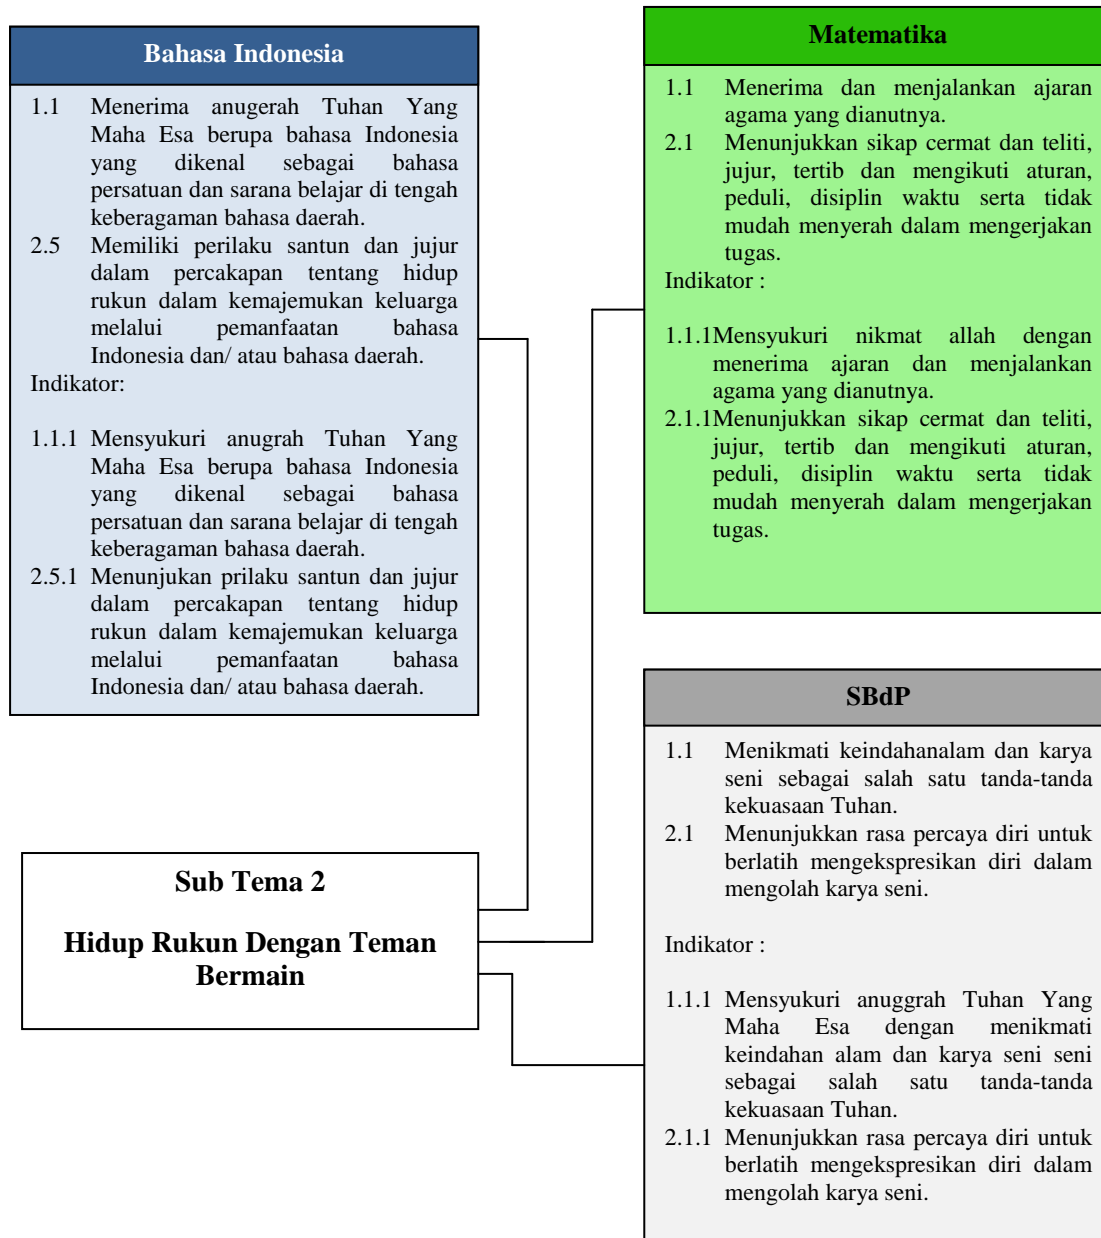 Bahasa Indonesia
1.1 Menerima anugerah Tuhan Yang
Maha Esa berupa bahasa Indonesia
yang dikenal sebagai bahasa
persatuan dan sarana belajar di tengah
keberagaman bahasa daerah.
2.5 Memiliki perilaku santun dan jujur
dalam percakapan tentang hidup
rukun dalam kemajemukan keluarga
melalui pemanfaatan bahasa
Indonesia dan/ atau bahasa daerah.
Indikator:
1.1.1 Mensyukuri anugrah Tuhan Yang
Maha Esa berupa bahasa Indonesia
yang dikenal sebagai bahasa
persatuan dan sarana belajar di tengah
keberagaman bahasa daerah.
2.5.1 Menunjukan prilaku santun dan jujur
dalam percakapan tentang hidup
rukun dalam kemajemukan keluarga
melalui pemanfaatan bahasa
Indonesia dan/ atau bahasa daerah.
Matematika
1.1 Menerima dan menjalankan ajaran
agama yang dianutnya.
2.1 Menunjukkan sikap cermat dan teliti,
jujur, tertib dan mengikuti aturan,
peduli, disiplin waktu serta tidak
mudah menyerah dalam mengerjakan
tugas.
Indikator :
1.1.1Mensyukuri nikmat allah dengan
menerima ajaran dan menjalankan
agama yang dianutnya.
2.1.1Menunjukkan sikap cermat dan teliti,
jujur, tertib dan mengikuti aturan,
peduli, disiplin waktu serta tidak
mudah menyerah dalam mengerjakan
tugas.
Sub Tema 2
Hidup Rukun Dengan Teman
Bermain
SBdP
1.1 Menikmati keindahanalam dan karya
seni sebagai salah satu tanda-tanda
kekuasaan Tuhan.
2.1 Menunjukkan rasa percaya diri untuk
berlatih mengekspresikan diri dalam
mengolah karya seni.
Indikator :
1.1.1 Mensyukuri anuggrah Tuhan Yang
Maha Esa dengan menikmati
keindahan alam dan karya seni seni
sebagai salah satu tanda-tanda
kekuasaan Tuhan.
2.1.1 Menunjukkan rasa percaya diri untuk
berlatih mengekspresikan diri dalam
mengolah karya seni.